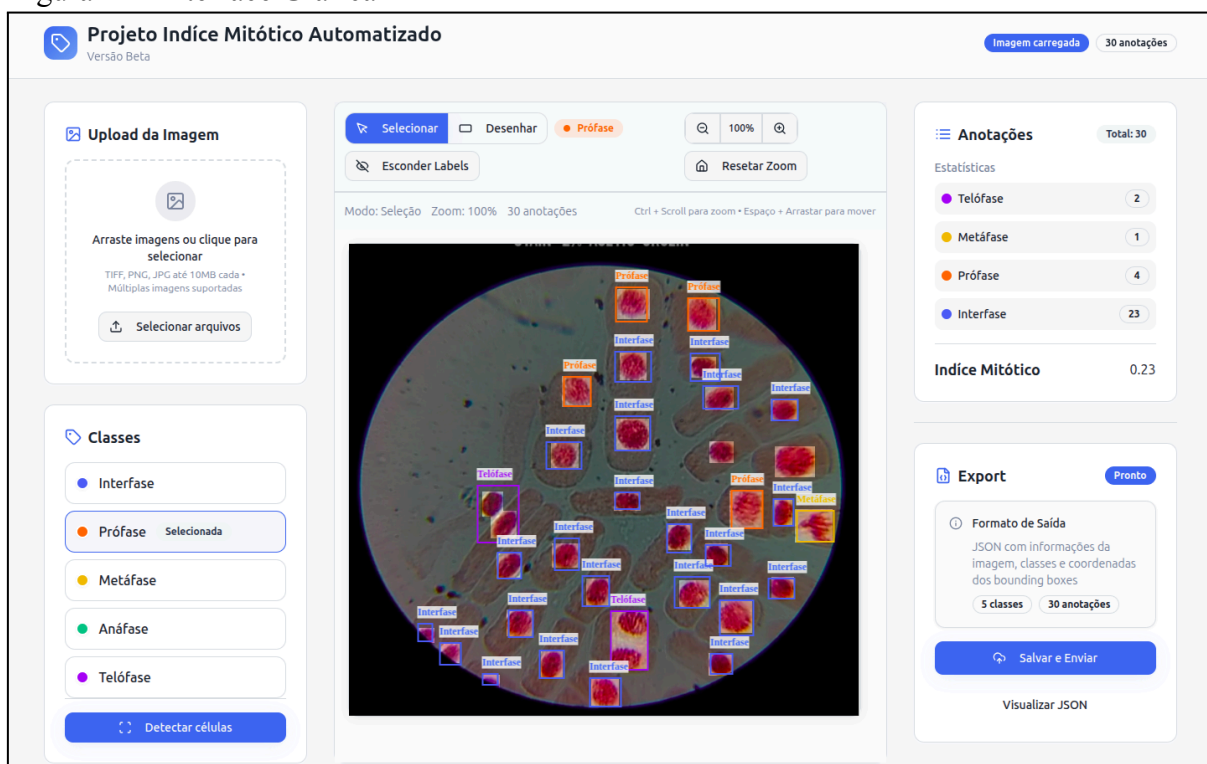 Projeto Indíce Mitótico Automatizado
Versão Beta
Imagem carregada
30 anotações
Upload da Imagem
Arraste imagens ou clique para
selecionar
TIFF, PNG, JPG até 10MB cada •
Múltiplas imagens suportadas
Selecionar arquivos
Classes
Interfase
Prófase Selecionada
Metáfase
Anáfase
Telófase
Detectar células
Selecionar
Desenhar
Prófase
100%
Esconder Labels
Resetar Zoom
Modo: Seleção Zoom: 100% 30 anotações
Ctrl + Scroll para zoom • Espaço + Arrastar para mover
Prófase
Prófase
Interfase
Interfase
Prófase
Interfase
Interfase
Interfase
Interfase
Telófase
Interfase
Prófase
Interfase
Metáfase
Interfase
Interfase
Interfase
Interfase
Interfase
Interfase
Interfase
Interfase
Interfase
Telófase
Interfase
Interfase
Interfase
Interfase
Interfase
Interfase
Anotações
Total: 30
Estatísticas
Telófase 2
Metáfase 1
Prófase 4
Interfase 23
Indíce Mitótico 0.23
Export
Pronto
Formato de Saída
JSON com informações da
imagem, classes e coordenadas
dos bounding boxes
5 classes
30 anotações
Salvar e Enviar
Visualizar JSON